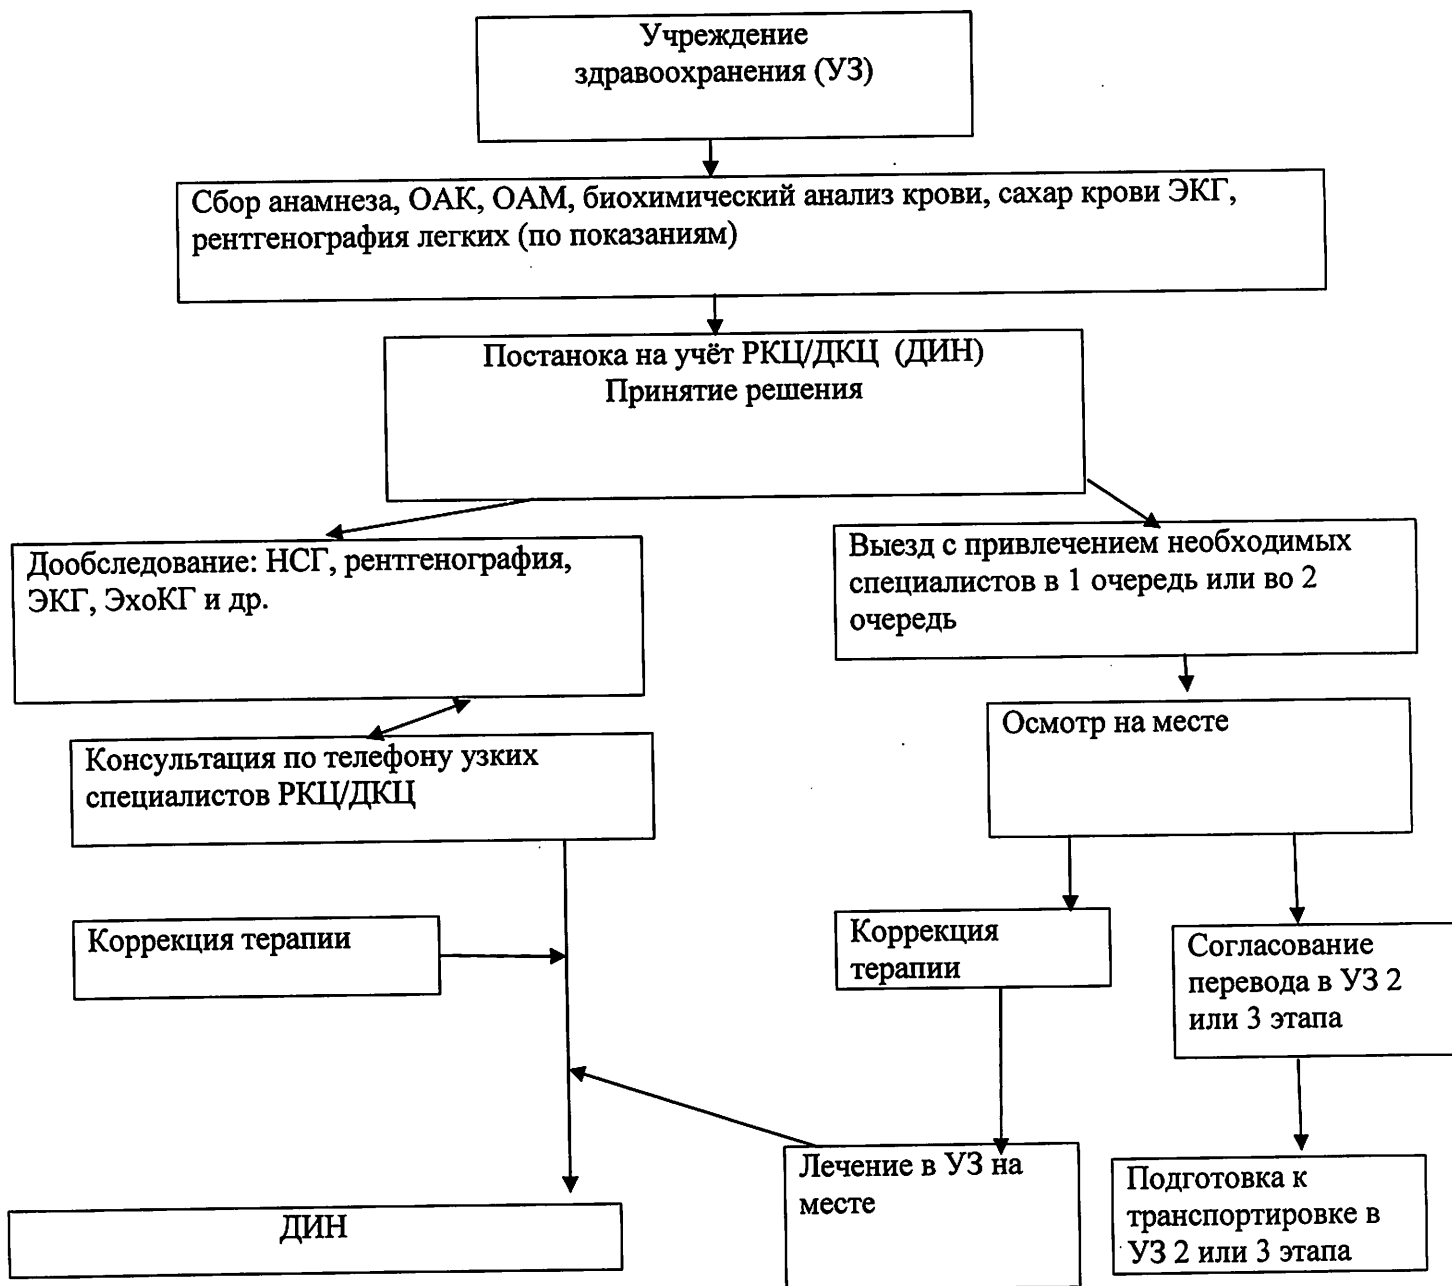 Учреждение
здравоохранения (УЗ)
Сбор анамнеза, ОАК, ОАМ, биохимический анализ крови, сахар крови ЭКГ,
рентгенография легких (по показаниям)
Постанока на учёт РКЦ/ДКЦ (ДИН)
Принятие решения
Дообследование: НСГ, рентгенография,
ЭКГ, ЭхоКГ и др.
Выезд с привлечением необходимых
специалистов в 1 очередь или во 2
очередь
Консультация по телефону узких
специалистов РКЦ/ДКЦ
Осмотр на месте
Коррекция терапии
Коррекция
терапии
Согласование
перевода в УЗ 2
или 3 этапа
Лечение в УЗ на
месте
Подготовка к
транспортировке в
УЗ 2 или 3 этапа
ДИН